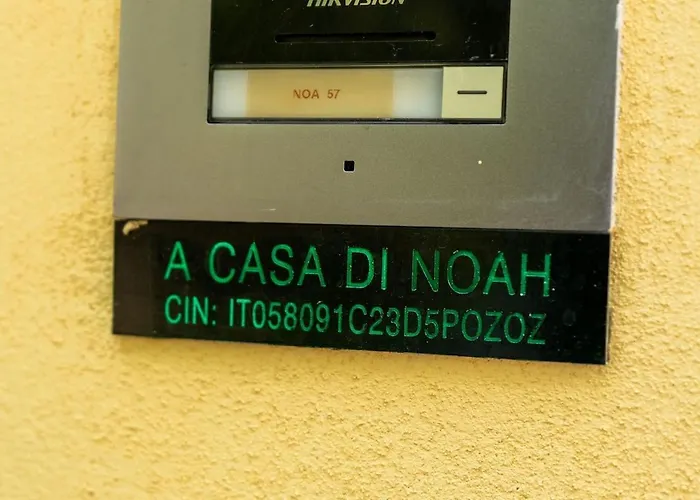 HIKVISION
NOA 57
A CASA DI NOAH
CIN: IT058091C23D5POZOZ